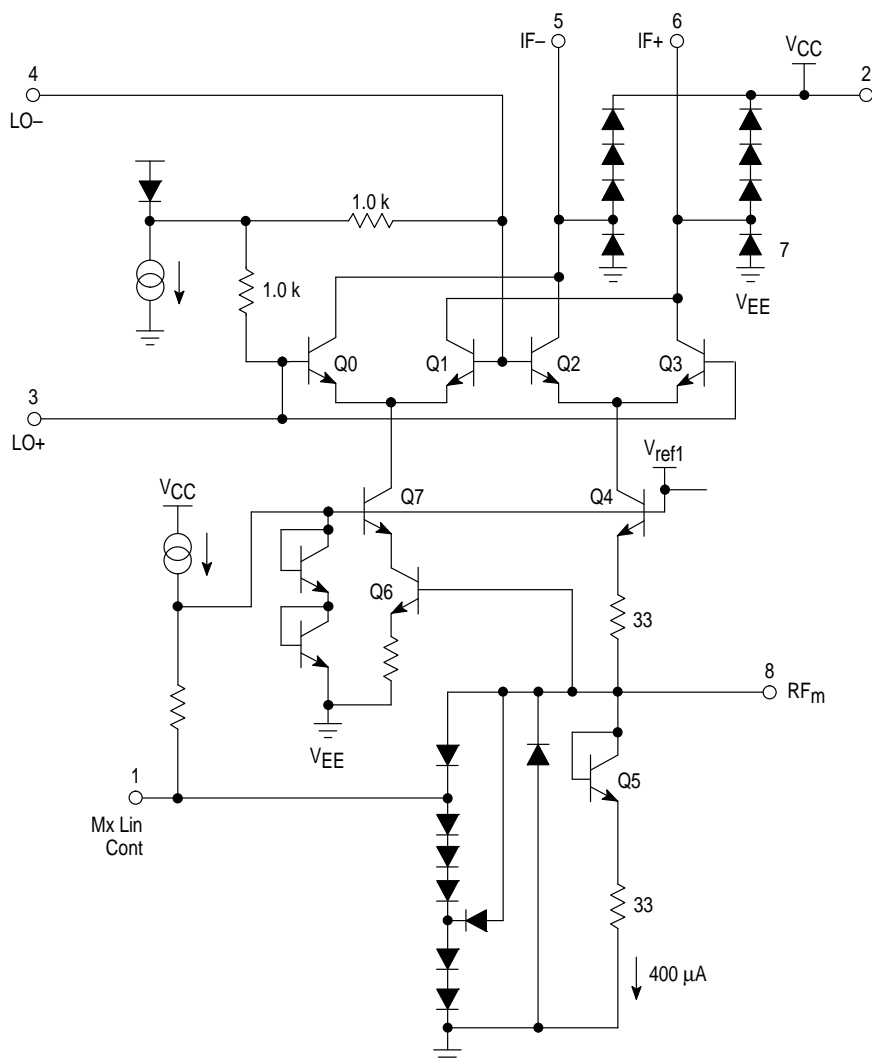 5
6
IF–
IF+
VCC
4
2
LO–
1.0 k
1.0 k
7
VEE
Q0
Q1
Q2
Q3
3
LO+
Vref1
VCC
Q7
Q4
Q6
33
8
RFm
VEE
Q5
1
Mx Lin
Cont
33
400 µA